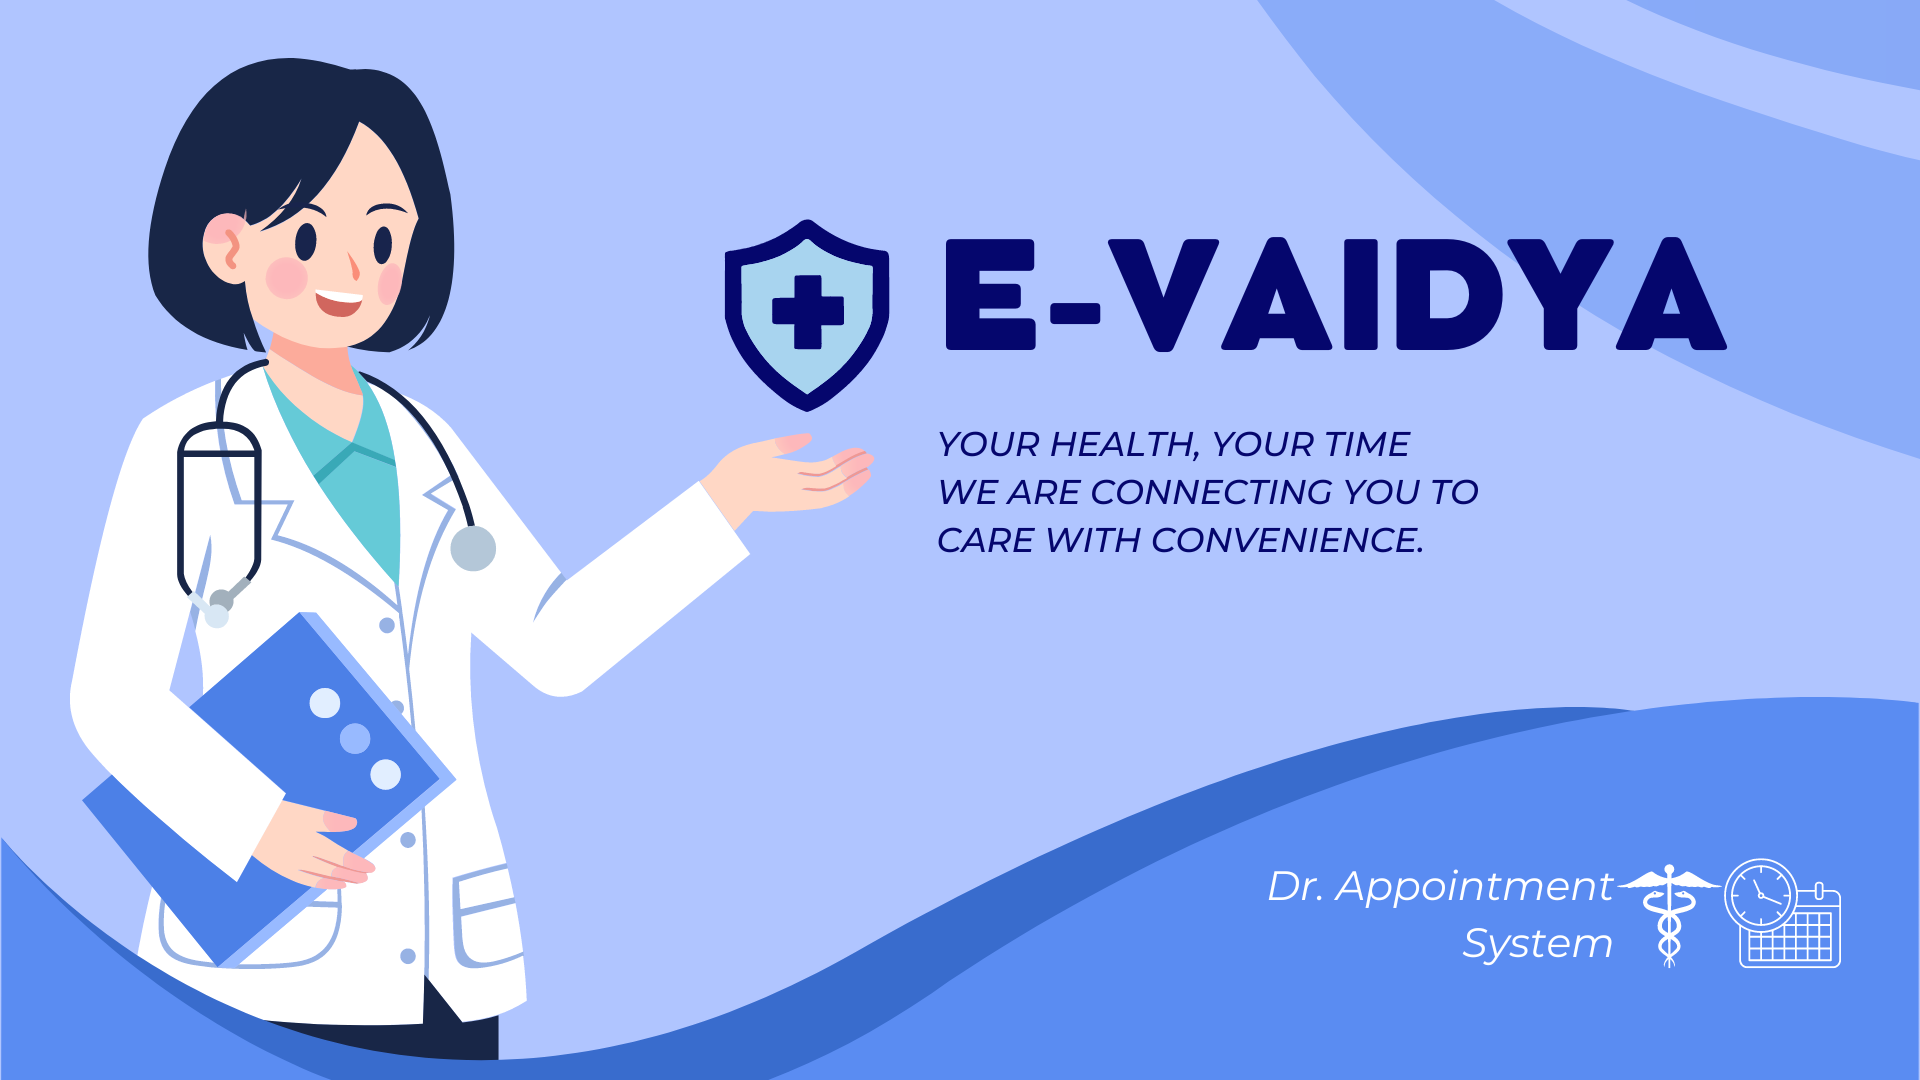 E-VAIDYA
YOUR HEALTH, YOUR TIME
WE ARE CONNECTING YOU TO
CARE WITH CONVENIENCE.
Dr. Appointment
System